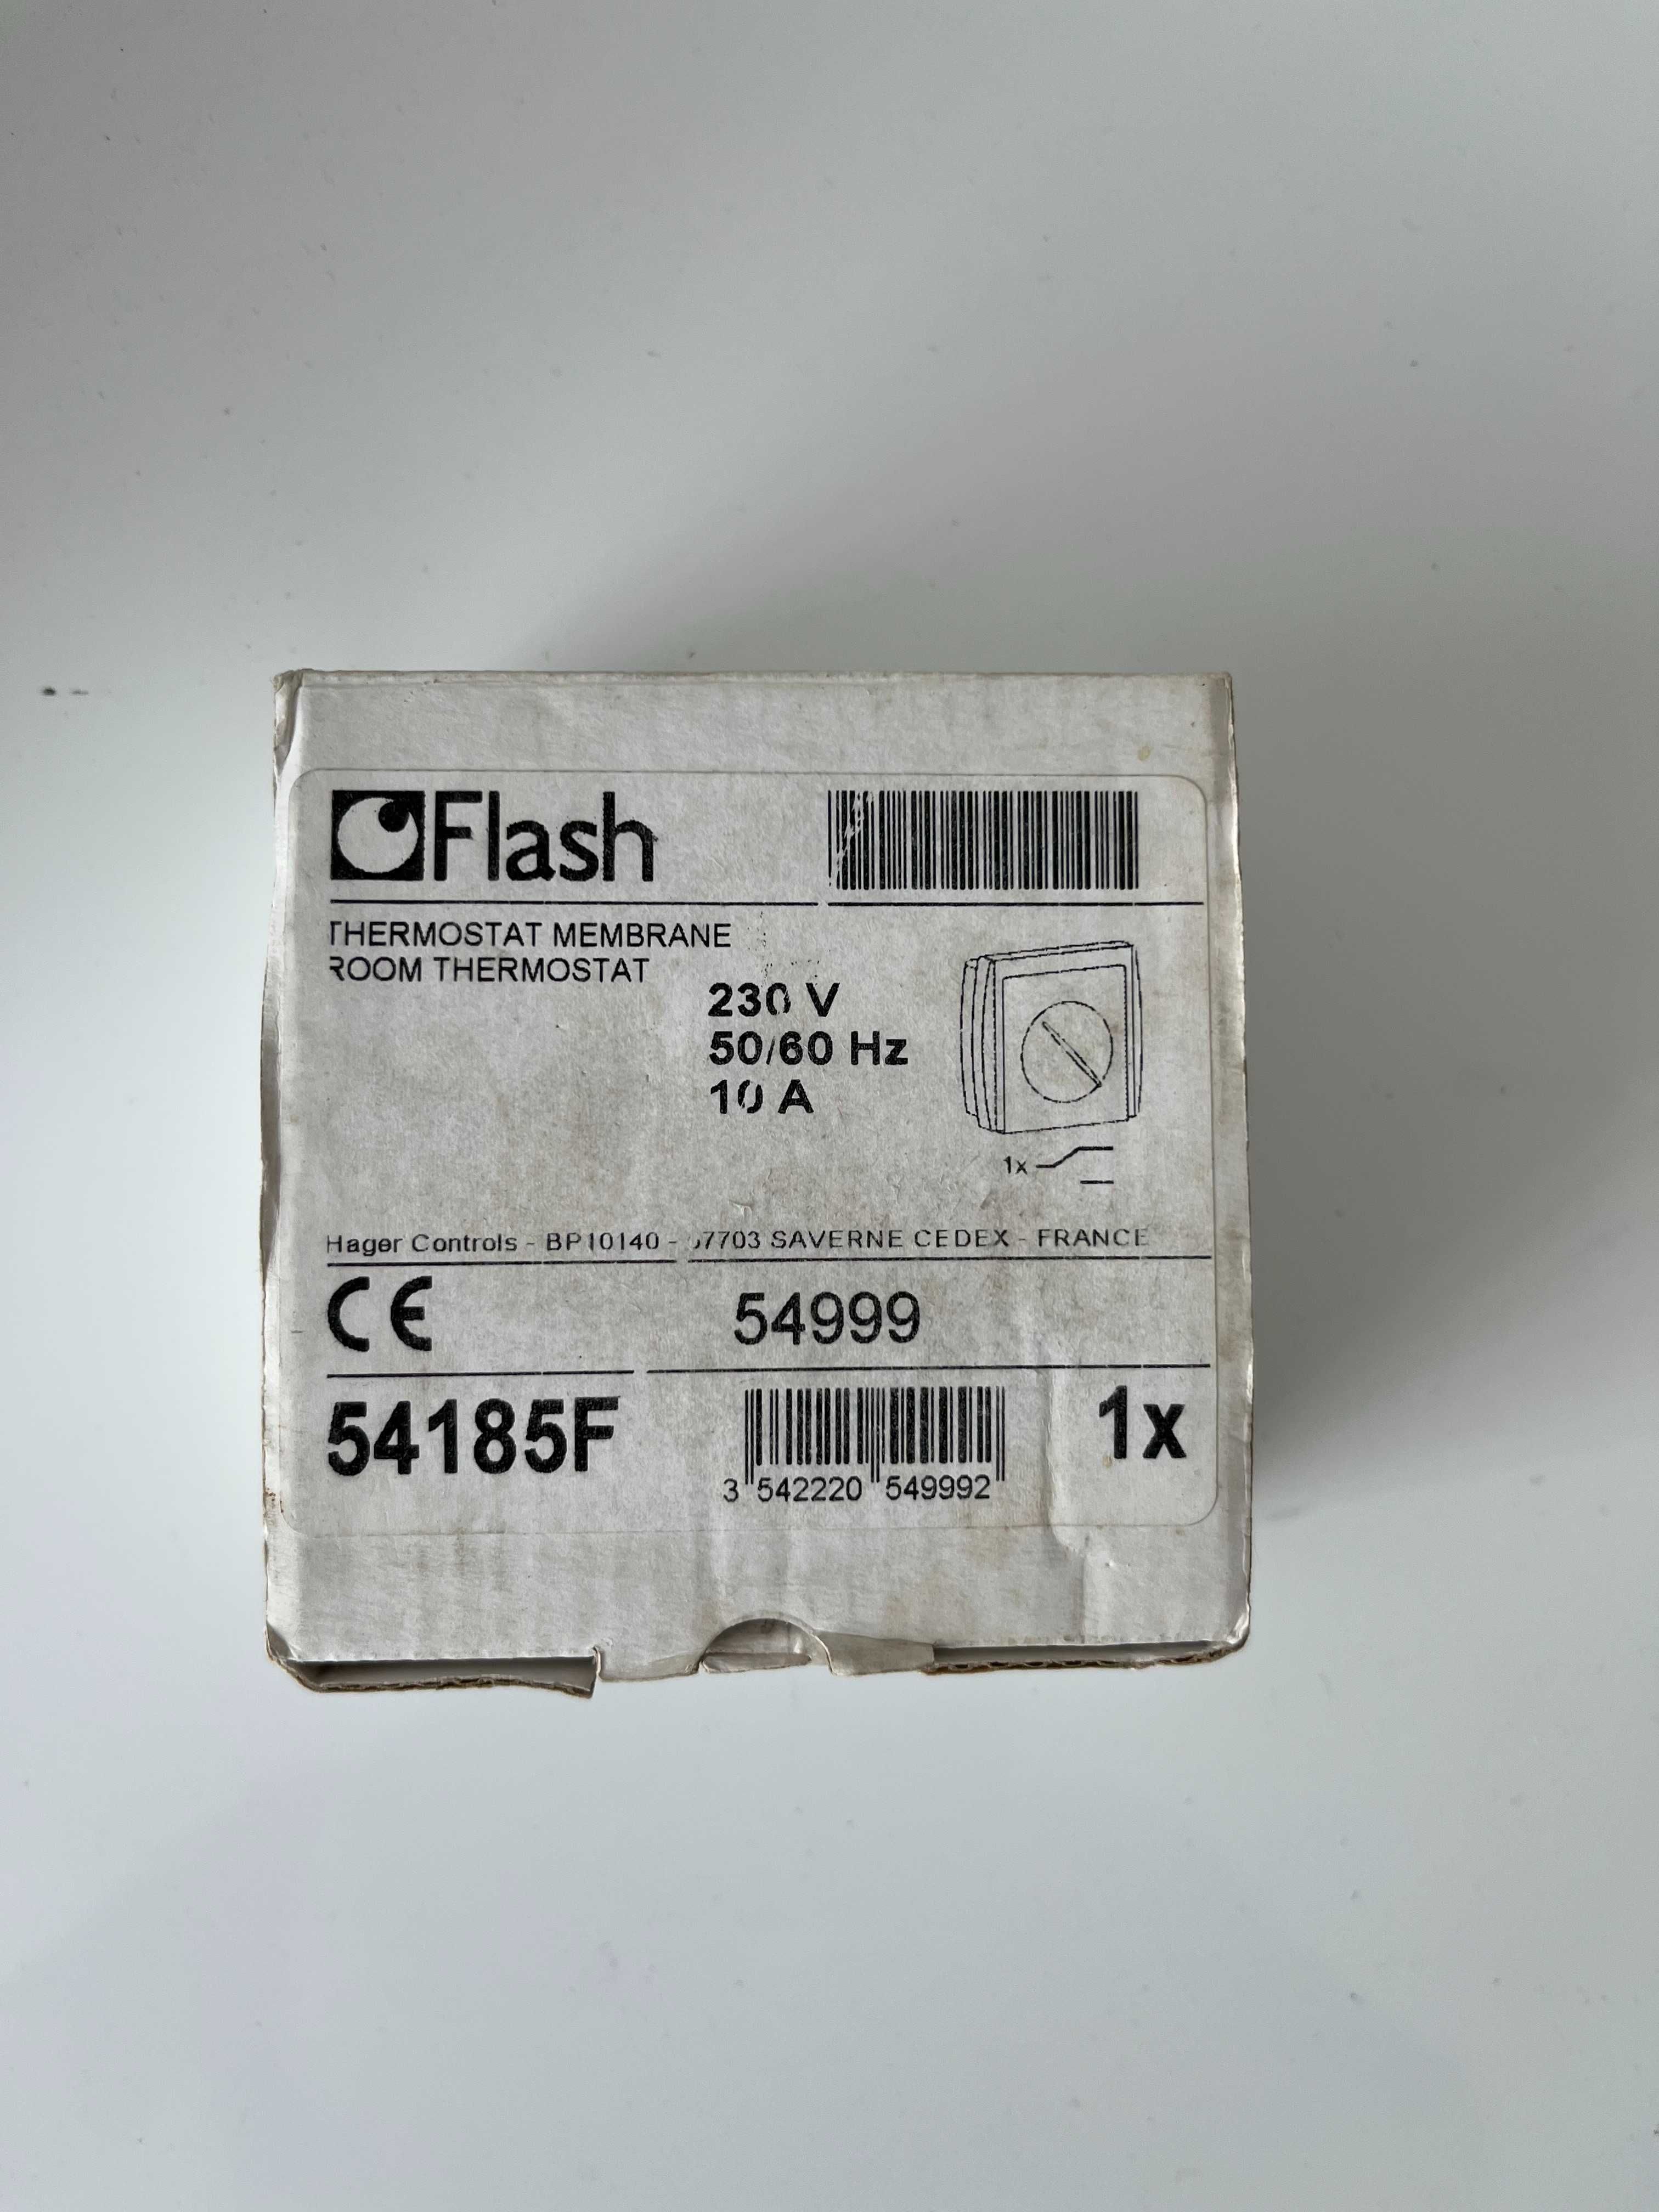 Flash
THERMOSTAT MEMBRANE
ROOM THERMOSTAT
230 V
50/60 Hz
10 A
1x
Hager Controls - BP10140 - 67703 SAVERNE CEDEX - FRANCE
CE
54999
54185F
1x
3 542220 549992